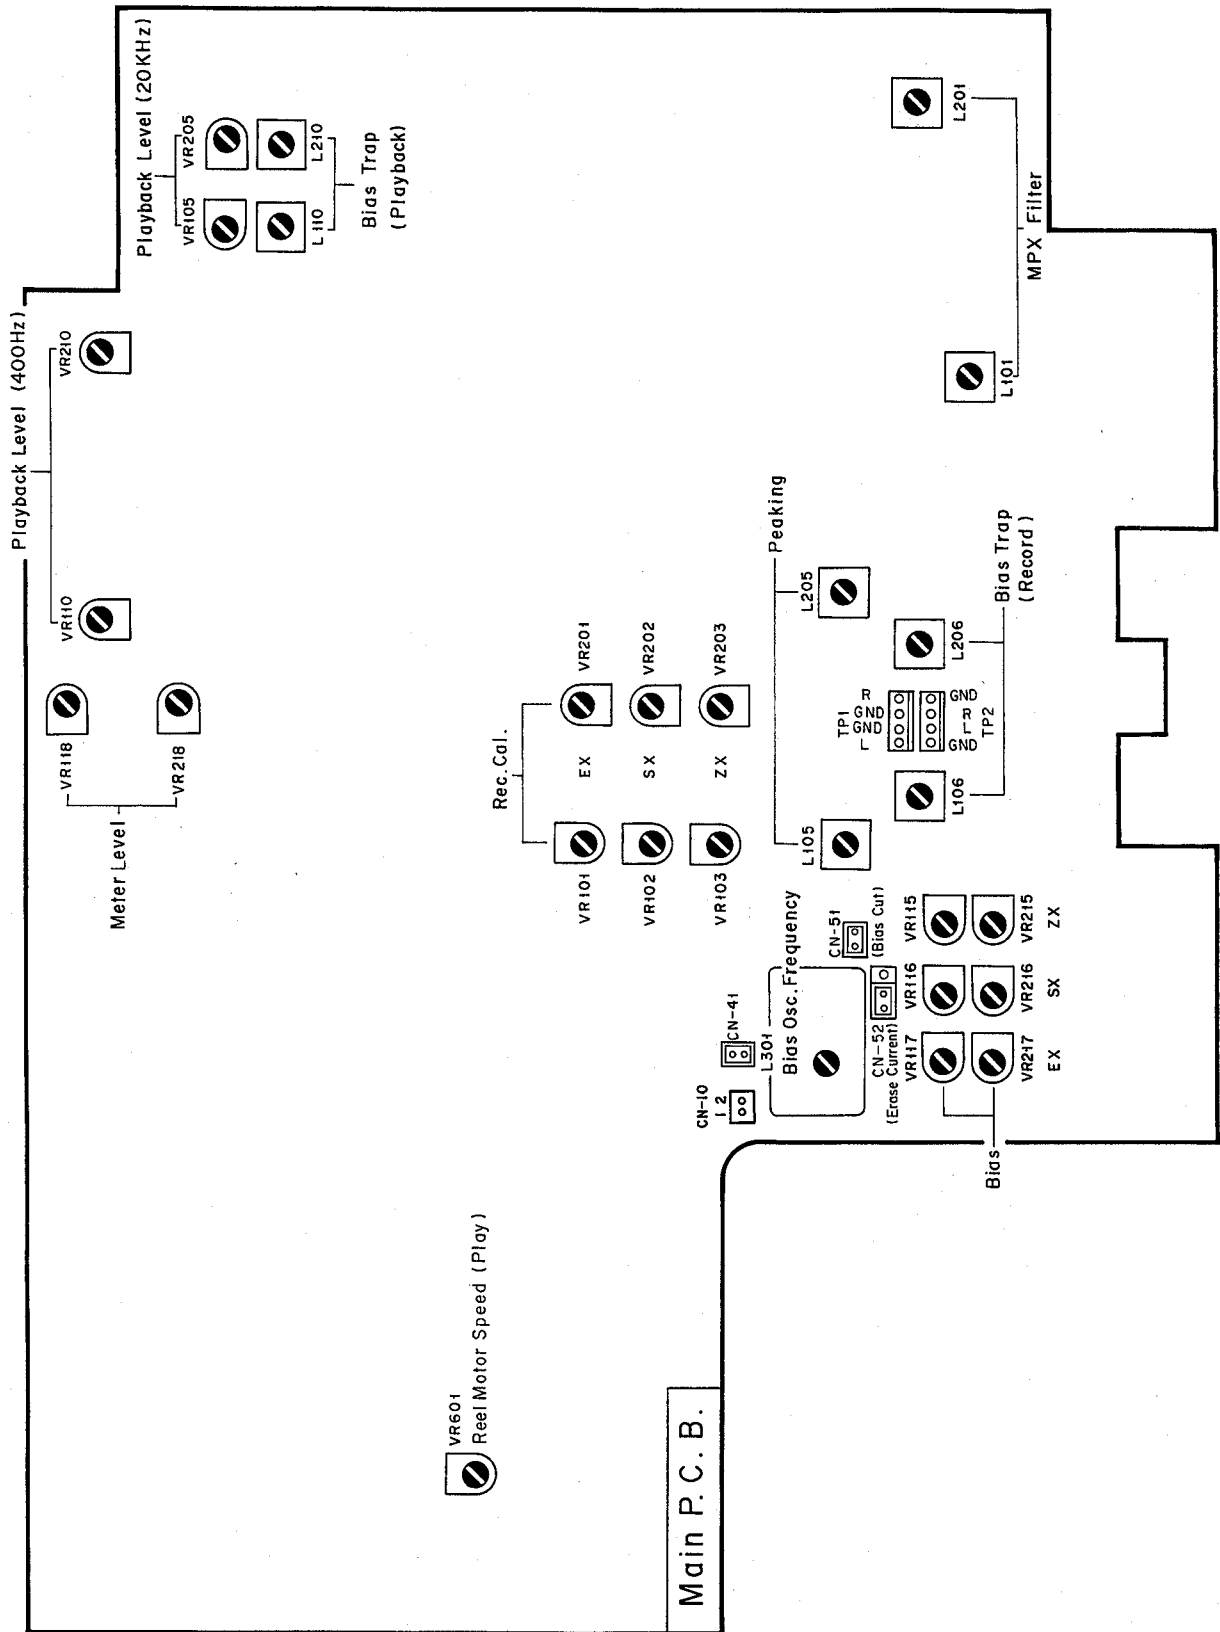 Playback Level (400Hz)
VR110
VR210
Playback Level (20KHz)
VR105
VR205
L110
L210
Bias Trap
(Playback)
VR118
VR218
Meter Level
Rec. Cal.
VR101
EX
VR201
VR102
SX
VR202
VR103
ZX
VR203
Peaking
L105
L205
TP1
L
GND
GND
R
GND
L
R
GND
TP2
L106
L206
Bias Trap
(Record)
L101
L201
MPX Filter
CN-10
1 2
CN-41
L301
Bias Osc. Frequency
CN-51
(Bias Cut)
CN-52
(Erase Current)
VR117
VR116
VR115
VR217
VR216
VR215
EX
SX
ZX
Bias
VR601
Reel Motor Speed (Play)
Main P.C.B.